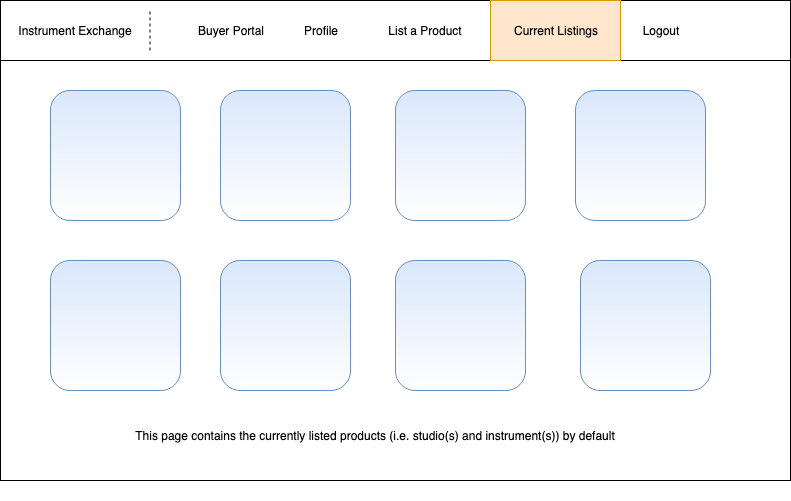 Instrument Exchange
Buyer Portal
Profile
List a Product
Current Listings
Logout
This page contains the currently listed products (i.e. studio(s) and instrument(s)) by default